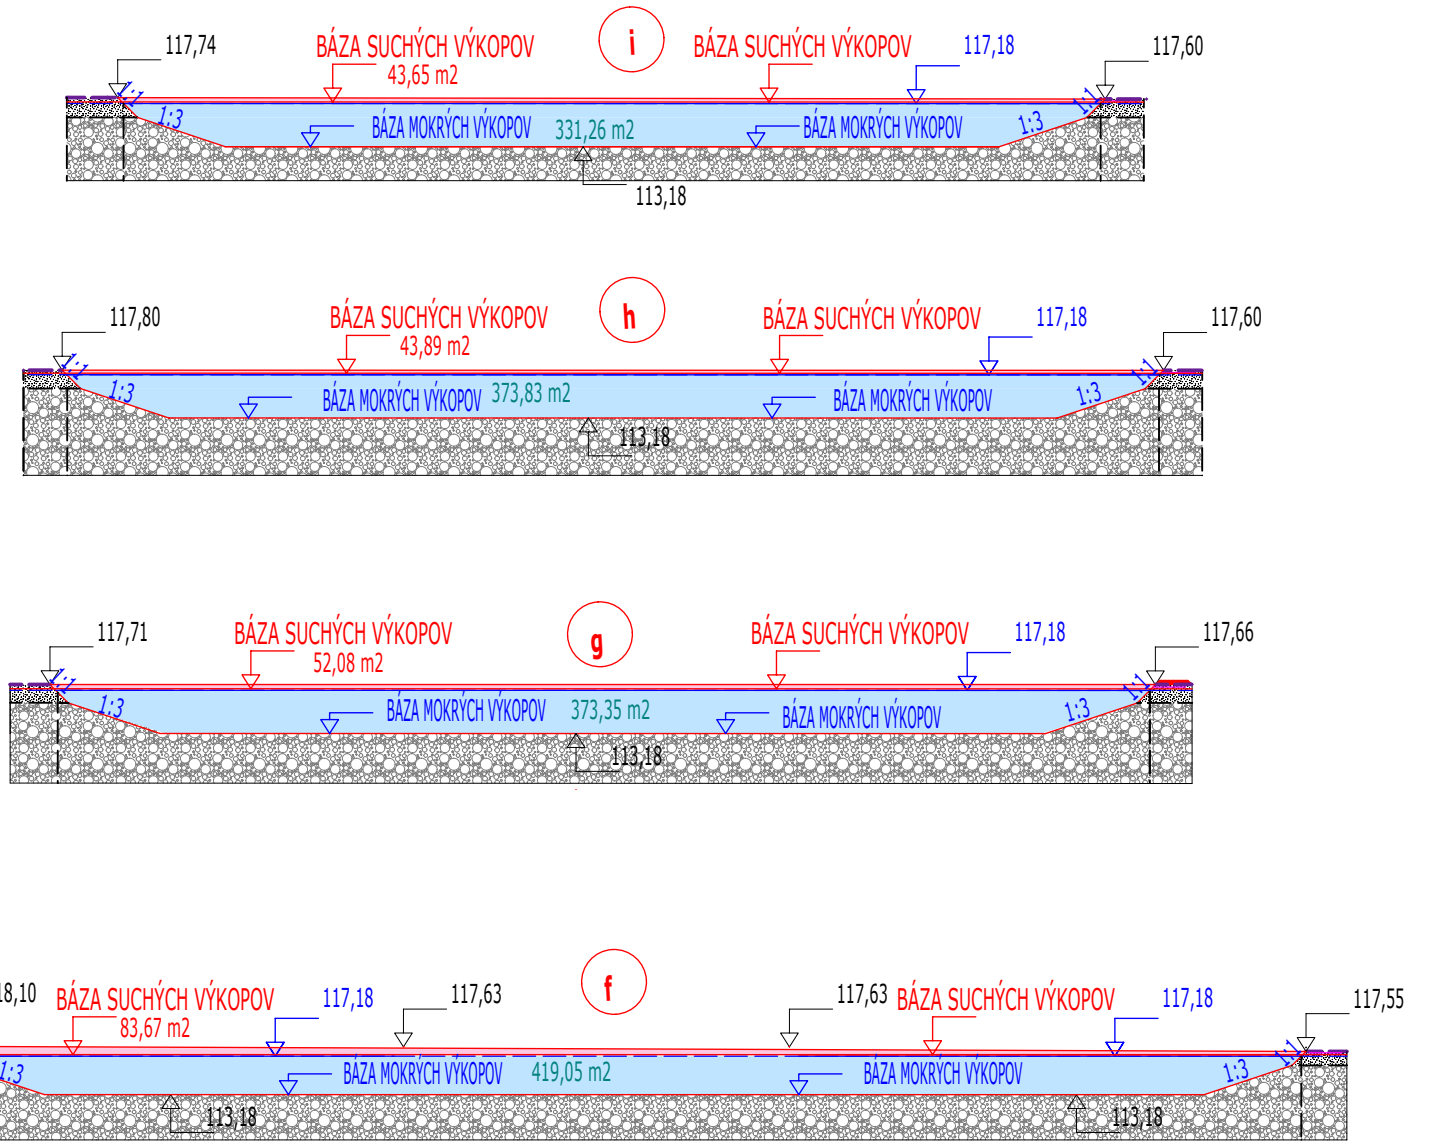 i
117,74
BÁZA SUCHÝCH VÝKOPOV
BÁZA SUCHÝCH VÝKOPOV
117,18
117,60
43,65 m2
1:1
1:1
1:3
BÁZA MOKRÝCH VÝKOPOV
331,26 m2
BÁZA MOKRÝCH VÝKOPOV
1:3
113,18
h
117,80
BÁZA SUCHÝCH VÝKOPOV
BÁZA SUCHÝCH VÝKOPOV
117,18
117,60
43,89 m2
1:1
1:1
1:3
BÁZA MOKRÝCH VÝKOPOV
373,83 m2
BÁZA MOKRÝCH VÝKOPOV
1:3
113,18
g
117,71
BÁZA SUCHÝCH VÝKOPOV
BÁZA SUCHÝCH VÝKOPOV
117,18
117,66
52,08 m2
1:1
1:1
1:3
BÁZA MOKRÝCH VÝKOPOV
373,35 m2
BÁZA MOKRÝCH VÝKOPOV
1:3
113,18
f
18,10
BÁZA SUCHÝCH VÝKOPOV
117,18
117,63
117,63
BÁZA SUCHÝCH VÝKOPOV
117,18
117,55
83,67 m2
1:1
1:3
BÁZA MOKRÝCH VÝKOPOV
419,05 m2
BÁZA MOKRÝCH VÝKOPOV
1:3
113,18
113,18